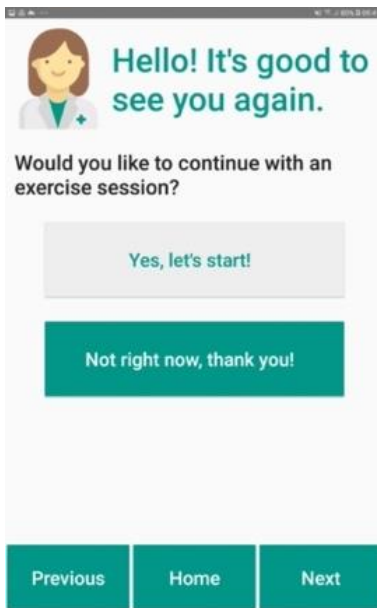 Hello! It's good to
see you again.
Would you like to continue with an
exercise session?
Yes, let's start!
Not right now, thank you!
Previous
Home
Next